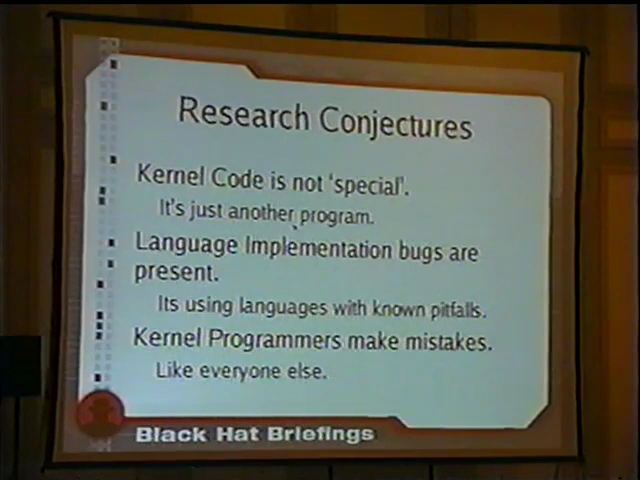 Research Conjectures
Kernel Code is not 'special'.
It's just another program.
Language Implementation bugs are
present.
Its using languages with known pitfalls.
Kernel Programmers make mistakes.
Like everyone else.
Black Hat Briefings